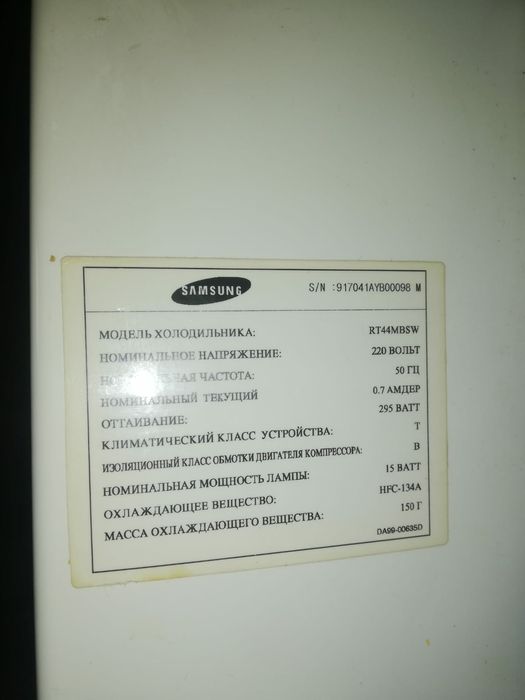 SAMSUNG S/N :917041AYB00098 M
МОДЕЛЬ ХОЛОДИЛЬНИКА: RT44MBSW
НОМИНАЛЬНОЕ НАПРЯЖЕНИЕ: 220 ВОЛЬТ
ЧАСТОТА: 50 ГЦ
НОМИНАЛЬНЫЙ ТЕКУЩИЙ 0.7 АМДЕР
ОТТАИВАНИЕ: 295 ВАТТ
КЛИМАТИЧЕСКИЙ КЛАСС УСТРОЙСТВА: T
ИЗОЛЯЦИОННЫЙ КЛАСС ОБМОТКИ ДВИГАТЕЛЯ КОМПРЕССОРА: B
НОМИНАЛЬНАЯ МОЩНОСТЬ ЛАМПЫ: 15 ВАТТ
ОХЛАЖДАЮЩЕЕ ВЕЩЕСТВО: HFC-134A
МАССА ОХЛАЖДАЮЩЕГО ВЕЩЕСТВА: 150 Г
DA99-00635D